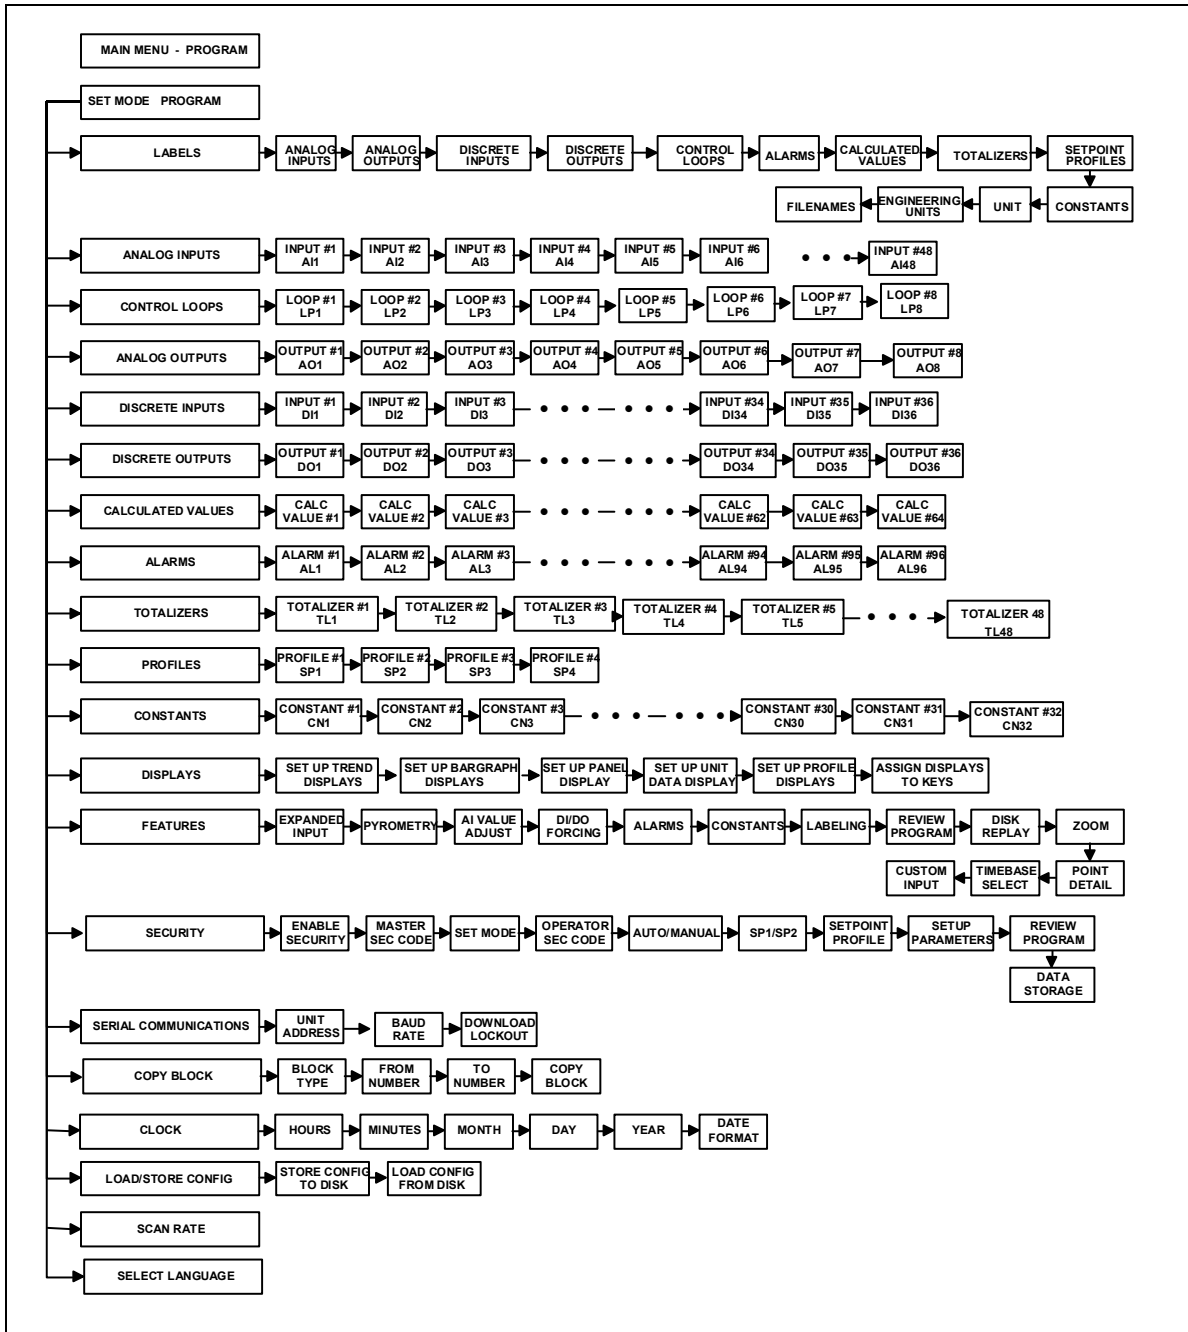 MAIN MENU - PROGRAM
SET MODE PROGRAM
LABELS
ANALOG
INPUTS
ANALOG
OUTPUTS
DISCRETE
INPUTS
DISCRETE
OUTPUTS
CONTROL
LOOPS
ALARMS
CALCULATED
VALUES
TOTALIZERS
SETPOINT
PROFILES
FILENAMES
ENGINEERING
UNITS
UNIT
CONSTANTS
ANALOG INPUTS
INPUT #1
AI1
INPUT #2
AI2
INPUT #3
AI3
INPUT #4
AI4
INPUT #5
AI5
INPUT #6
AI6
INPUT #48
AI48
CONTROL LOOPS
LOOP #1
LP1
LOOP #2
LP2
LOOP #3
LP3
LOOP #4
LP4
LOOP #5
LP5
LOOP #6
LP6
LOOP #7
LP7
LOOP #8
LP8
ANALOG OUTPUTS
OUTPUT #1
AO1
OUTPUT #2
AO2
OUTPUT #3
AO3
OUTPUT #4
AO4
OUTPUT #5
AO5
OUTPUT #6
AO6
OUTPUT #7
AO7
OUTPUT #8
AO8
DISCRETE INPUTS
INPUT #1
DI1
INPUT #2
DI2
INPUT #3
DI3
INPUT #34
DI34
INPUT #35
DI35
INPUT #36
DI36
DISCRETE OUTPUTS
OUTPUT #1
DO1
OUTPUT #2
DO2
OUTPUT #3
DO3
OUTPUT #34
DO34
OUTPUT #35
DO35
OUTPUT #36
DO36
CALCULATED VALUES
CALC
VALUE #1
CALC
VALUE #2
CALC
VALUE #3
CALC
VALUE #62
CALC
VALUE #63
CALC
VALUE #64
ALARMS
ALARM #1
AL1
ALARM #2
AL2
ALARM #3
AL3
ALARM #94
AL94
ALARM #95
AL95
ALARM #96
AL96
TOTALIZERS
TOTALIZER #1
TL1
TOTALIZER #2
TL2
TOTALIZER #3
TL3
TOTALIZER #4
TL4
TOTALIZER #5
TL5
TOTALIZER 48
TL48
PROFILES
PROFILE #1
SP1
PROFILE #2
SP2
PROFILE #3
SP3
PROFILE #4
SP4
CONSTANTS
CONSTANT #1
CN1
CONSTANT #2
CN2
CONSTANT #3
CN3
CONSTANT #30
CN30
CONSTANT #31
CN31
CONSTANT #32
CN32
DISPLAYS
SET UP TREND
DISPLAYS
SET UP BARGRAPH
DISPLAYS
SET UP PANEL
DISPLAY
SET UP UNIT
DATA DISPLAY
SET UP PROFILE
DISPLAYS
ASSIGN DISPLAYS
TO KEYS
FEATURES
EXPANDED
INPUT
PYROMETRY
AI VALUE
ADJUST
DI/DO
FORCING
ALARMS
CONSTANTS
LABELING
REVIEW
PROGRAM
DISK
REPLAY
ZOOM
CUSTOM
INPUT
TIMEBASE
SELECT
POINT
DETAIL
SECURITY
ENABLE
SECURITY
MASTER
SEC CODE
SET MODE
OPERATOR
SEC CODE
AUTO/MANUAL
SP1/SP2
SETPOINT
PROFILE
SETUP
PARAMETERS
REVIEW
PROGRAM
DATA
STORAGE
SERIAL COMMUNICATIONS
UNIT
ADDRESS
BAUD
RATE
DOWNLOAD
LOCKOUT
COPY BLOCK
BLOCK
TYPE
FROM
NUMBER
TO
NUMBER
COPY
BLOCK
CLOCK
HOURS
MINUTES
MONTH
DAY
YEAR
DATE
FORMAT
LOAD/STORE CONFIG
STORE CONFIG
TO DISK
LOAD CONFIG
FROM DISK
SCAN RATE
SELECT LANGUAGE